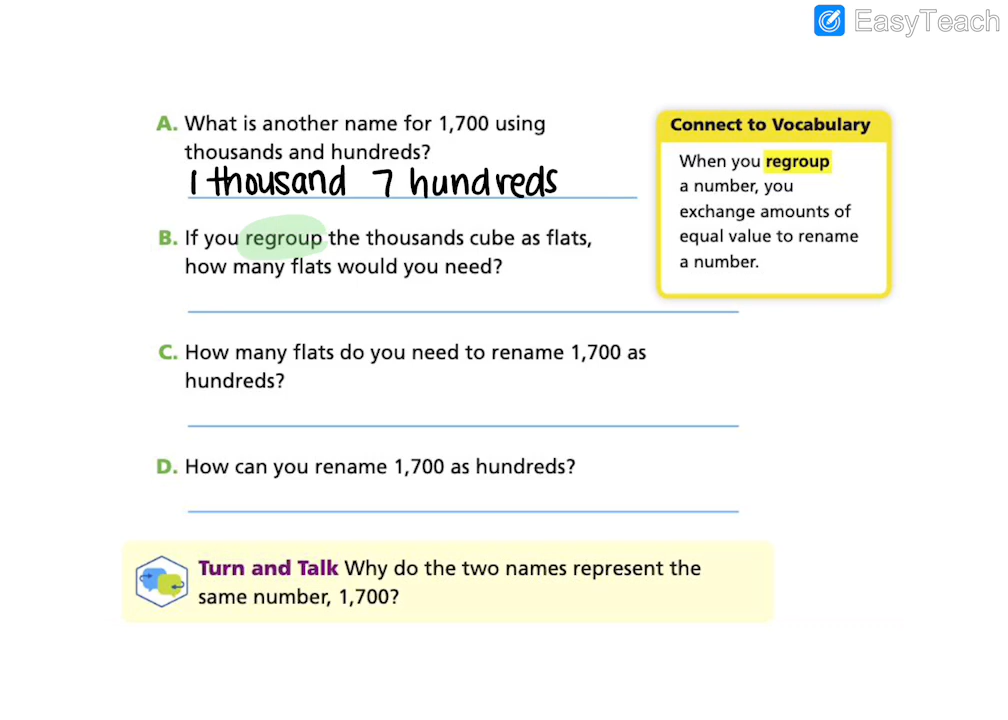 EasyTeach
A. What is another name for 1,700 using
thousands and hundreds?
1 thousand 7 hundreds
B. If you regroup the thousands cube as flats,
how many flats would you need?
C. How many flats do you need to rename 1,700 as
hundreds?
D. How can you rename 1,700 as hundreds?
Connect to Vocabulary
When you regroup
a number, you
exchange amounts of
equal value to rename
a number.
Turn and Talk Why do the two names represent the
same number, 1,700?